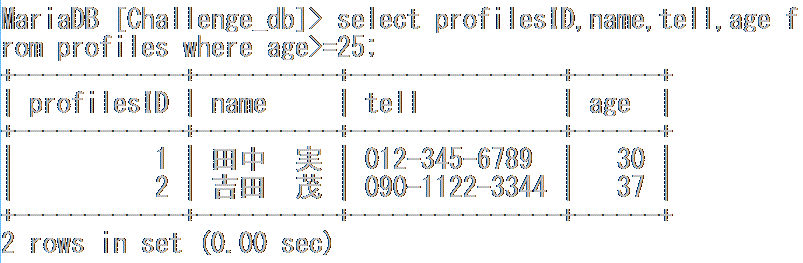 MariaDB [Challenge_db]> select profilesID,name,tell,age f
rom profiles where age>=25;
+------------+----------+---------------+------+
| profilesID | name     | tell          | age  |
+------------+----------+---------------+------+
|          1 | 田中　実 | 012-345-6789  |   30 |
|          2 | 吉田　茂 | 090-1122-3344 |   37 |
+------------+----------+---------------+------+
2 rows in set (0.00 sec)